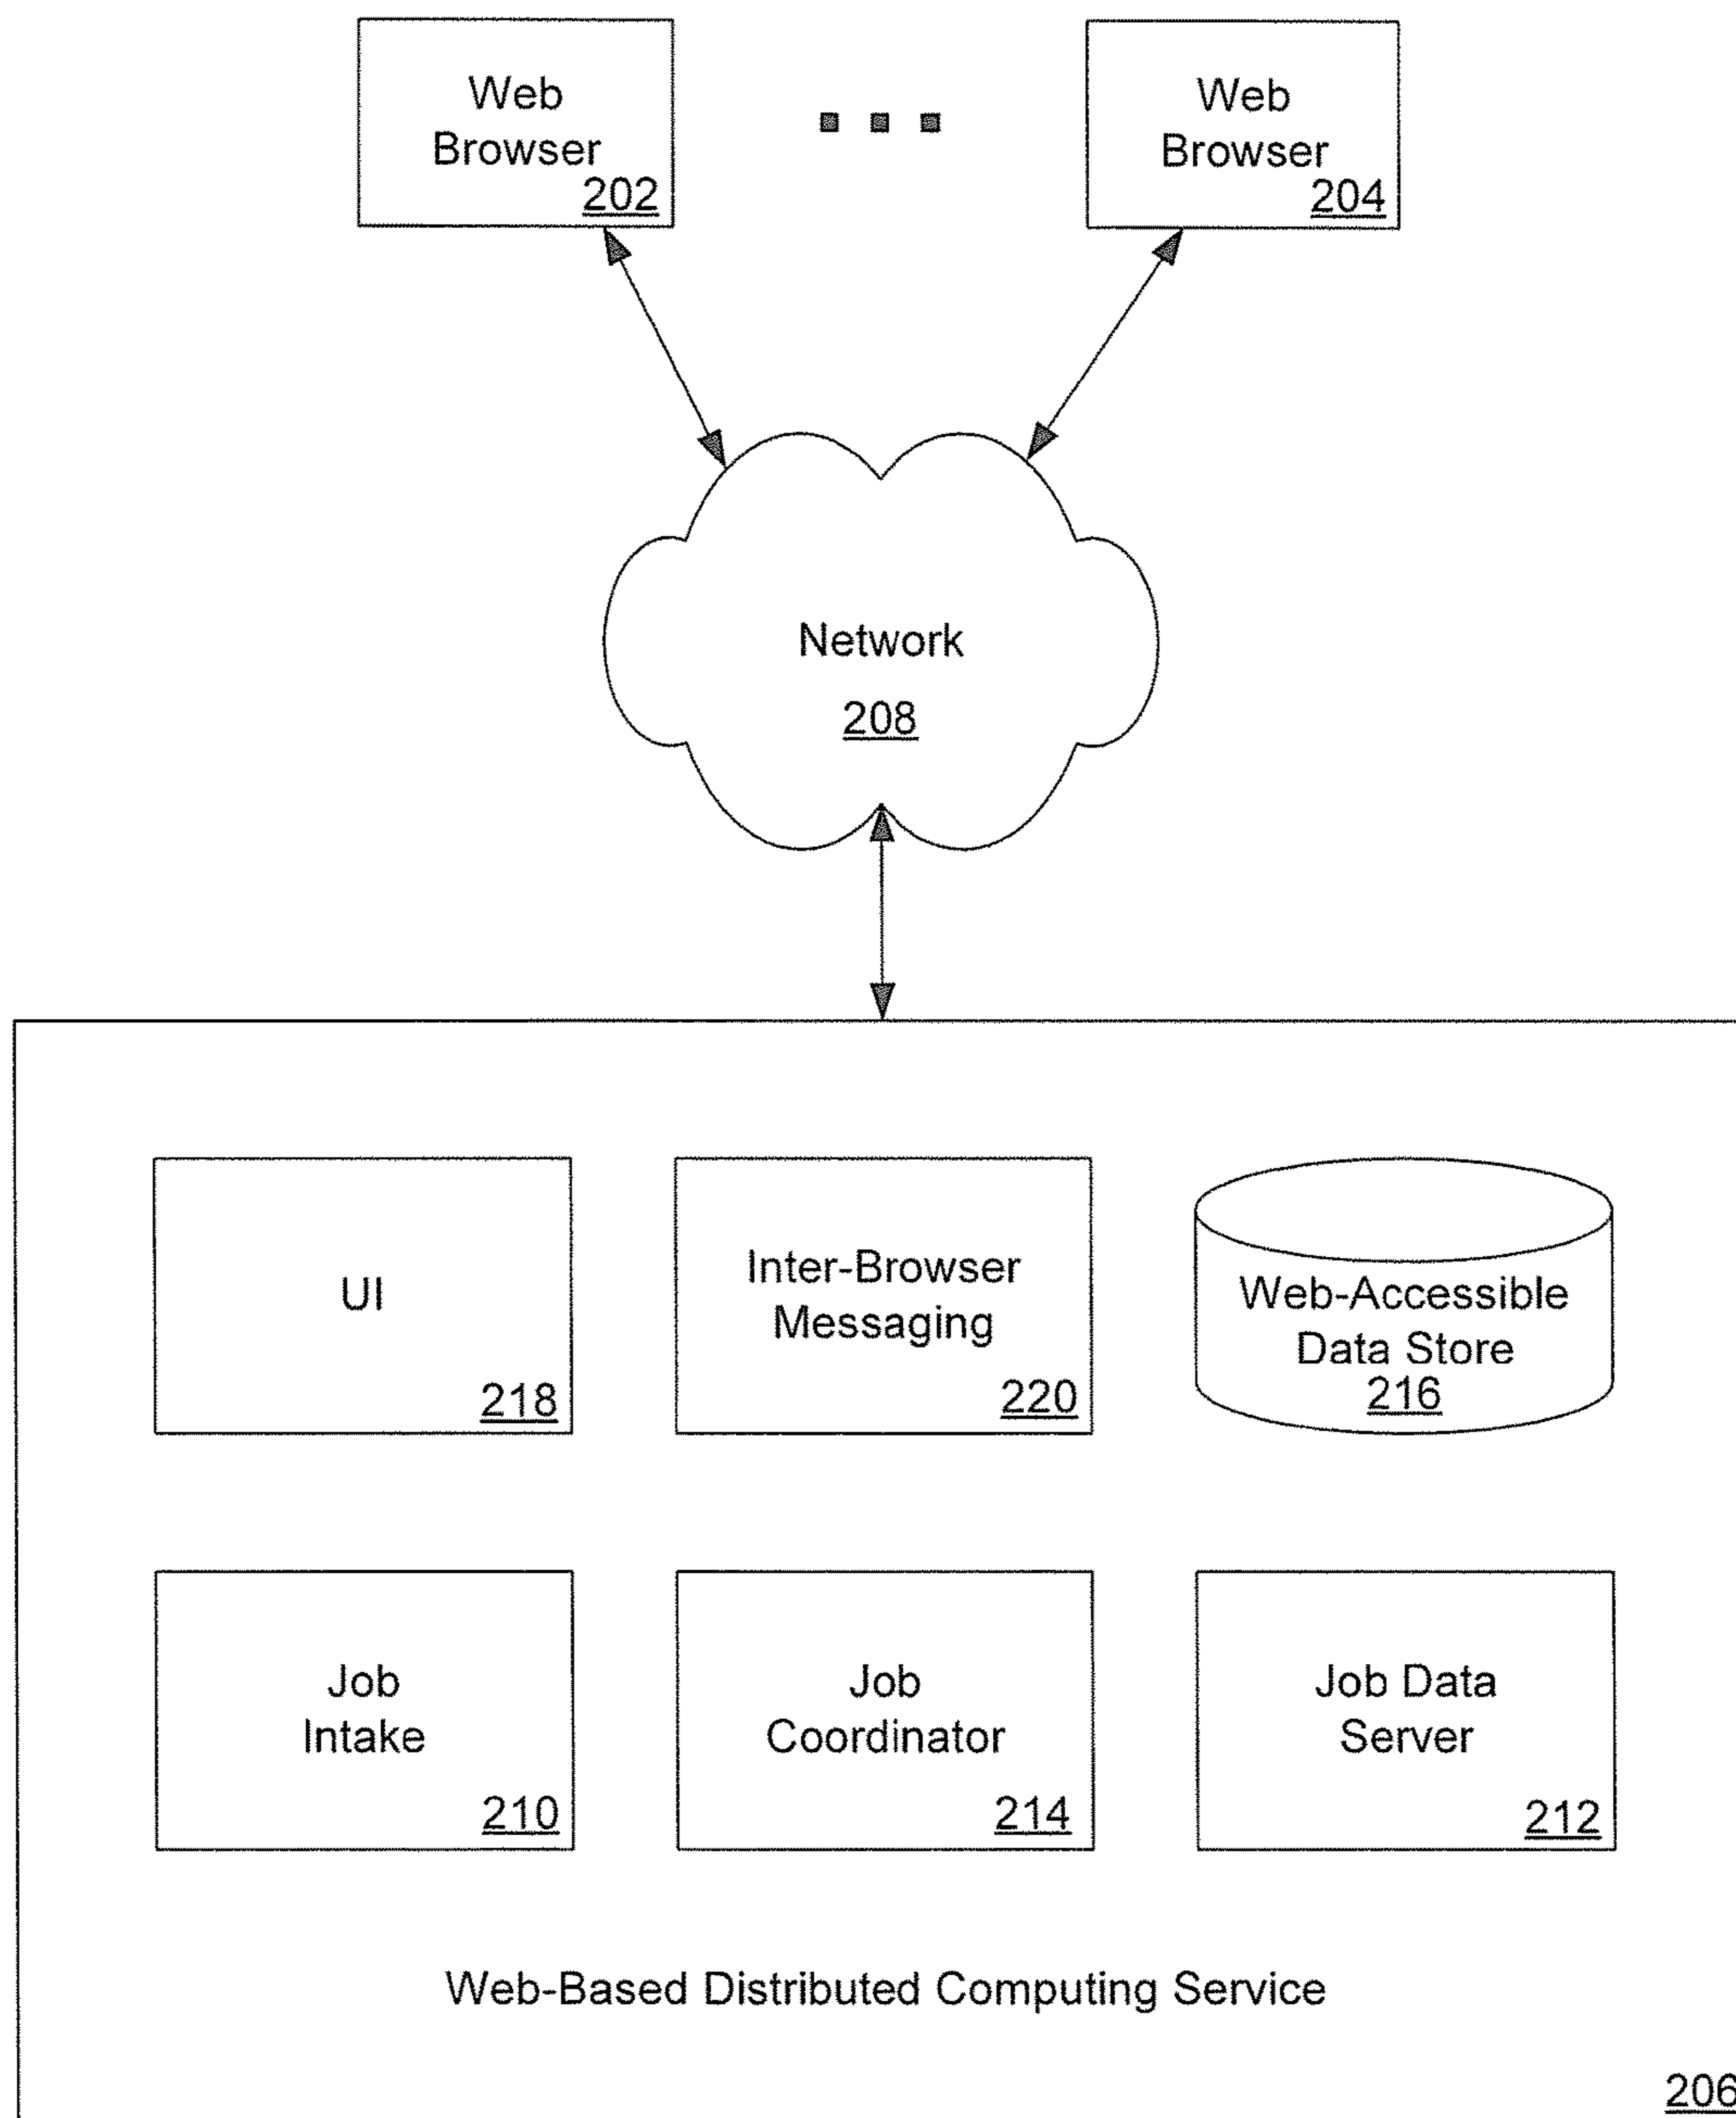 Web
Browser
202
Web
Browser
204
Network
208
UI
218
Inter-Browser
Messaging
220
Web-Accessible
Data Store
216
Job
Intake
210
Job
Coordinator
214
Job Data
Server
212
Web-Based Distributed Computing Service
206